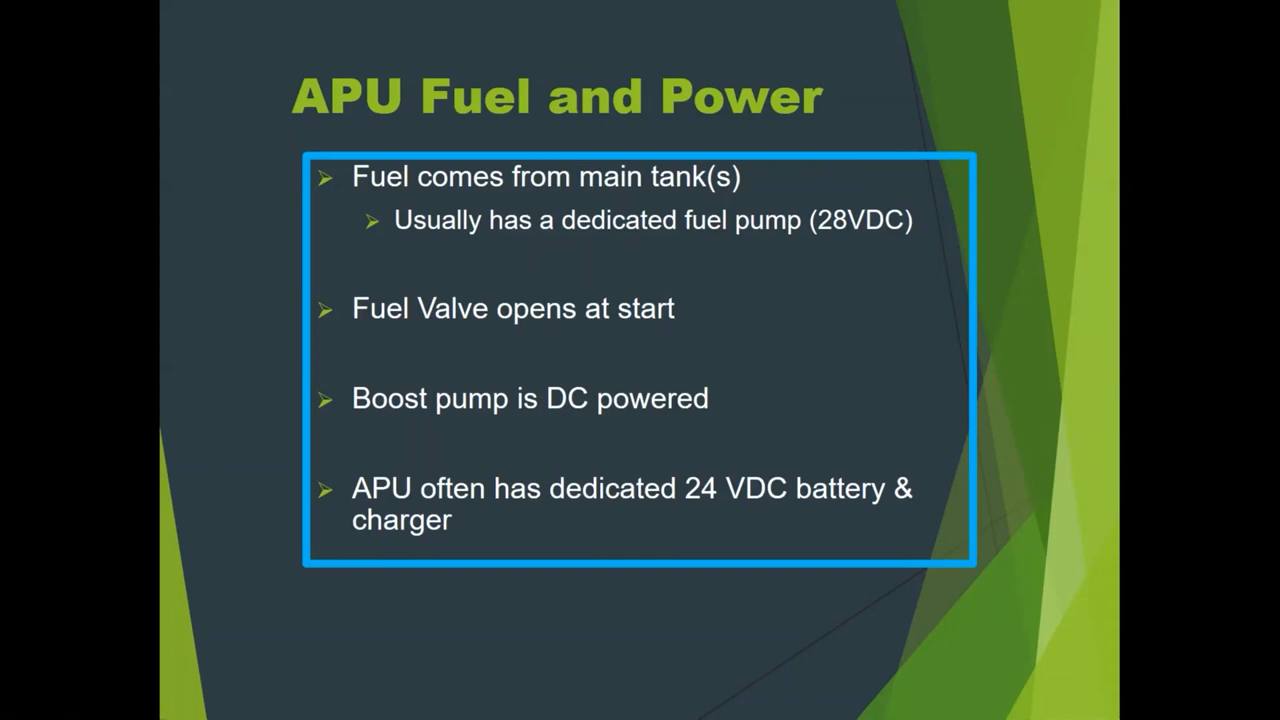 APU Fuel and Power
Fuel comes from main tank(s)
Usually has a dedicated fuel pump (28VDC)
Fuel Valve opens at start
Boost pump is DC powered
APU often has dedicated 24 VDC battery &
charger